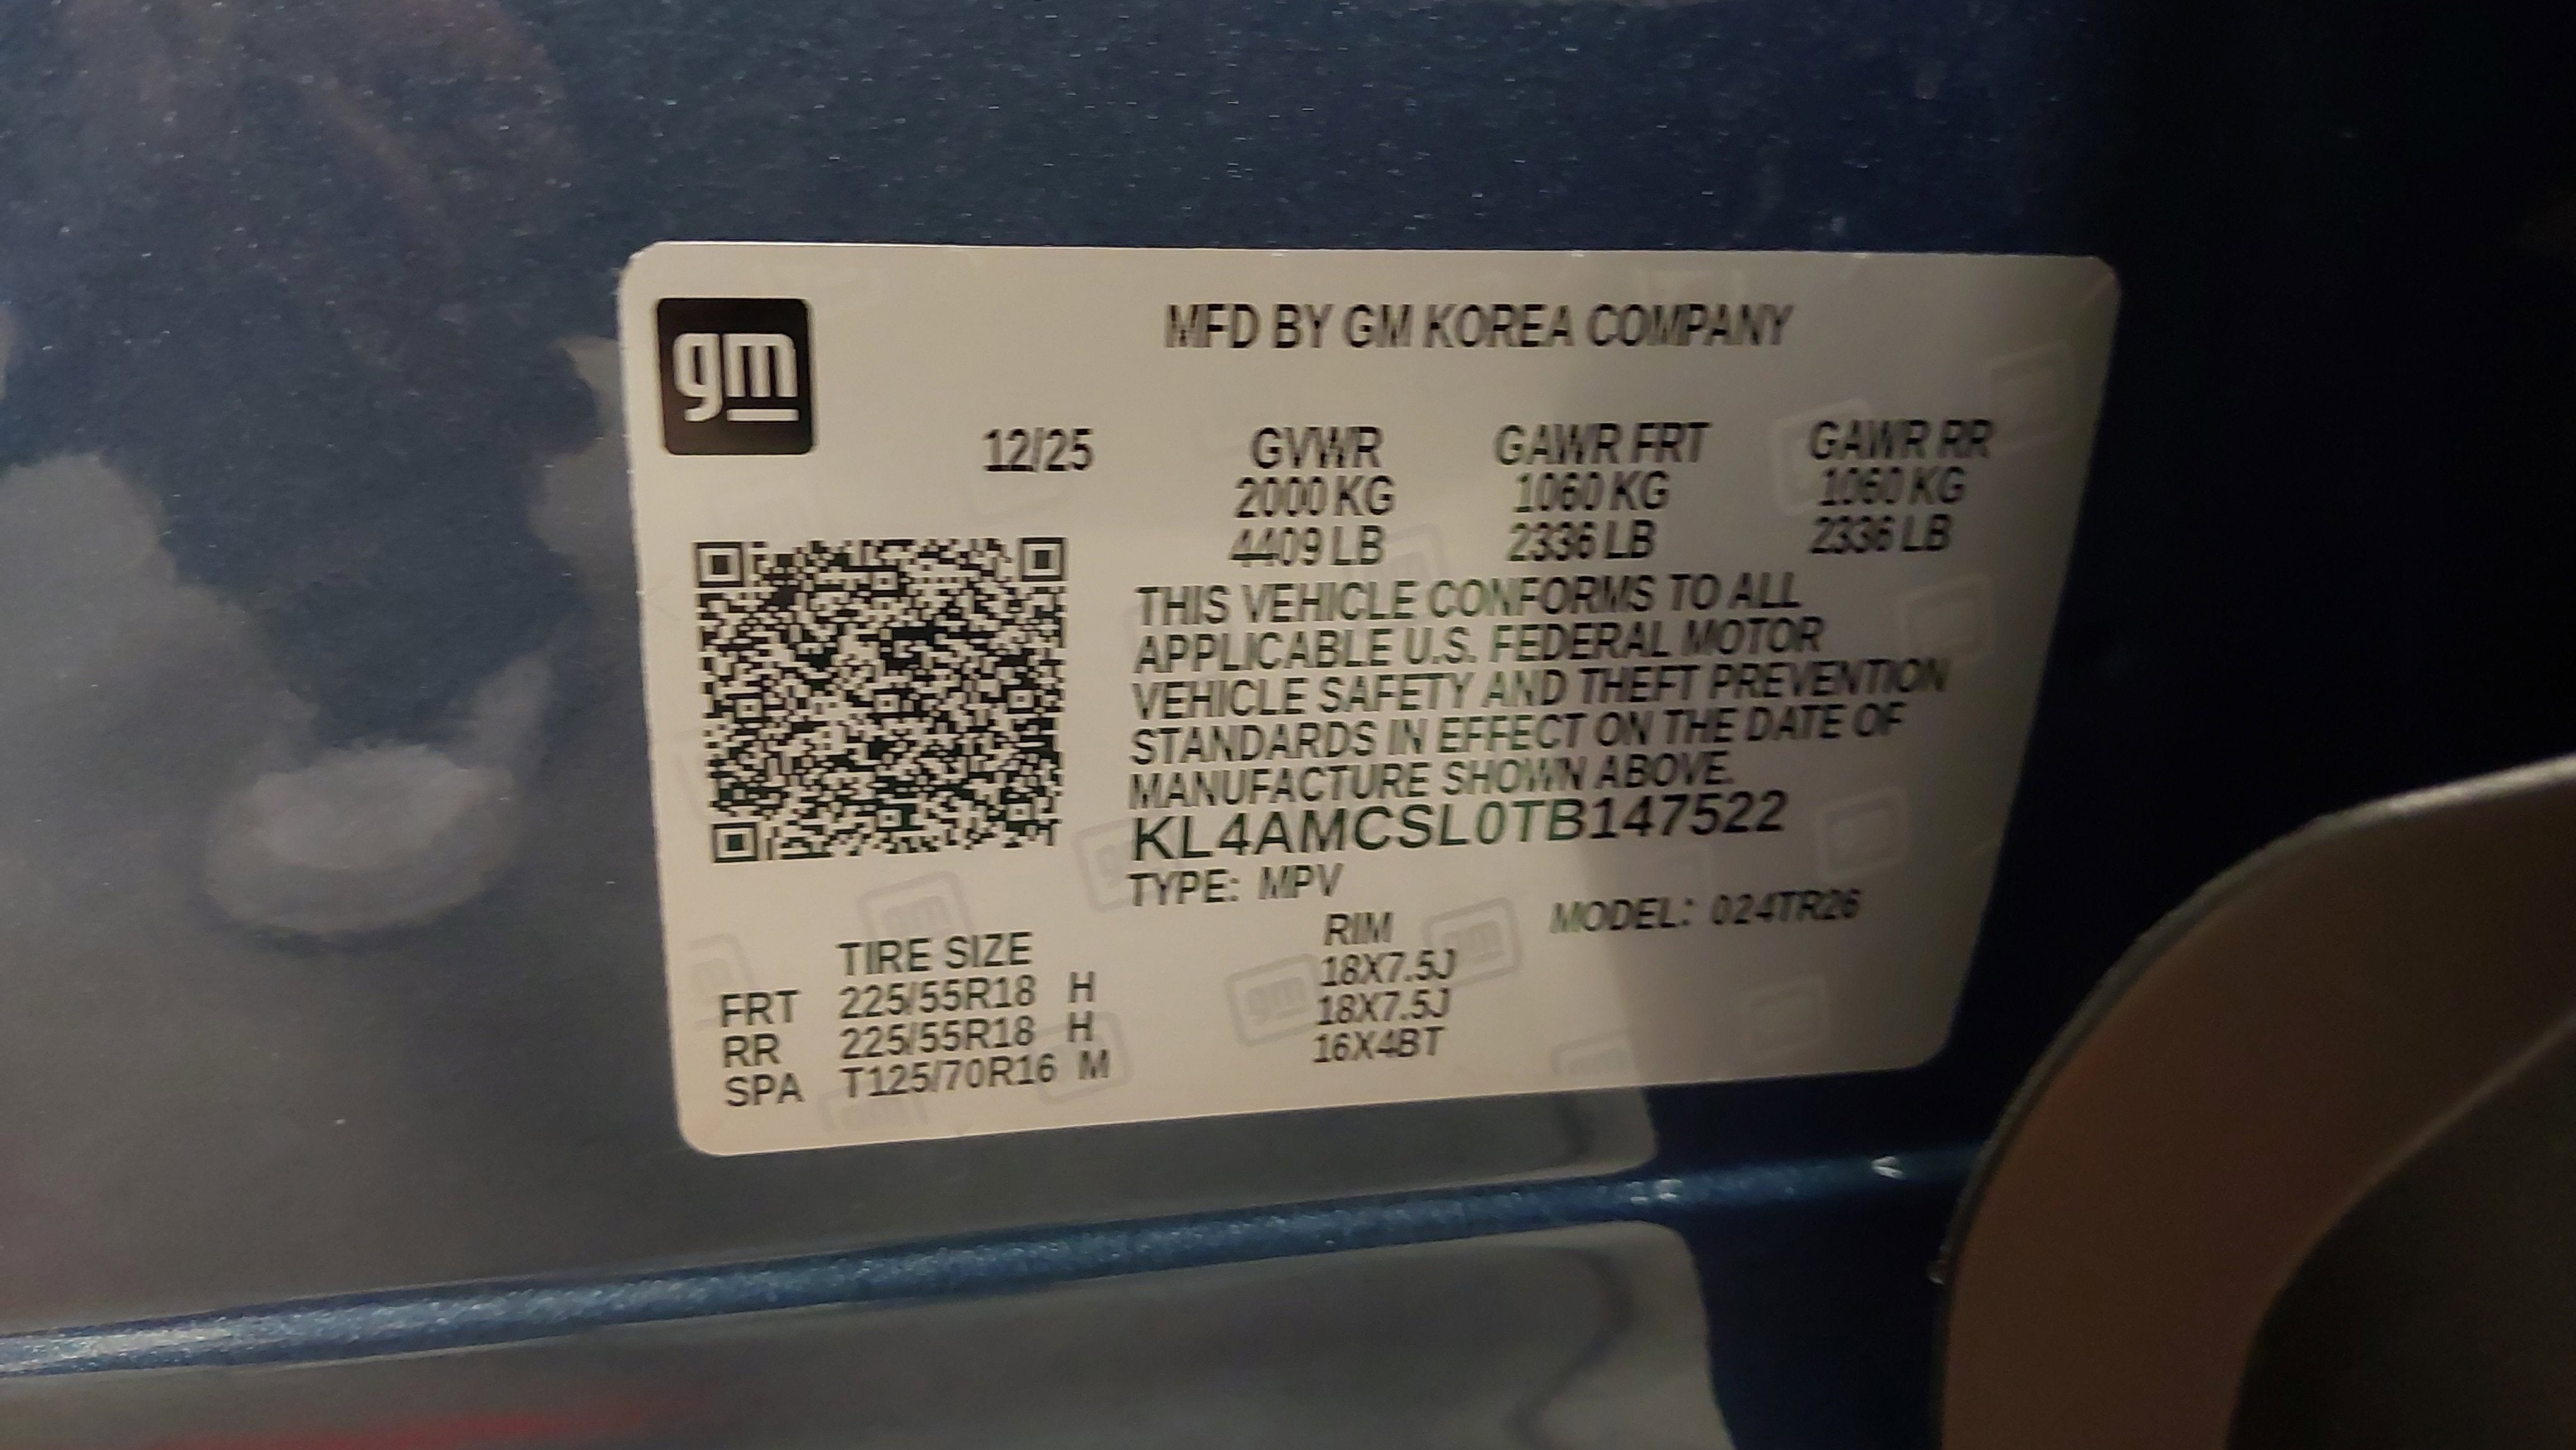 gm
MFD BY GM KOREA COMPANY
12/25 GVWR GAWR FRT GAWR RR
2000 KG 1060 KG 1060 KG
4409 LB 2336 LB 2336 LB
THIS VEHICLE CONFORMS TO ALL
APPLICABLE U.S. FEDERAL MOTOR
VEHICLE SAFETY AND THEFT PREVENTION
STANDARDS IN EFFECT ON THE DATE OF
MANUFACTURE SHOWN ABOVE.
KL4AMCSL0TB147522
TYPE: MPV
MODEL: 024TR26
TIRE SIZE RIM
FRT 225/55R18 H 18X7.5J
RR 225/55R18 H 18X7.5J
SPA T125/70R16 M 16X4BT